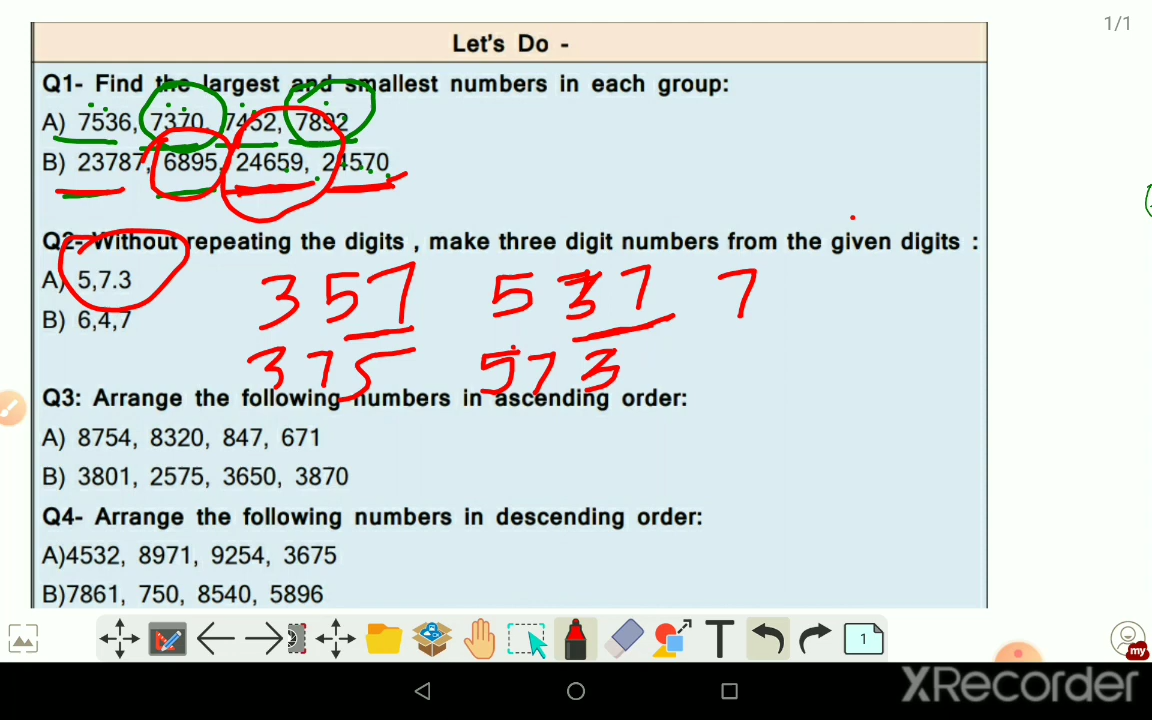 1/1
Let's Do -
Q1- Find the largest and smallest numbers in each group:
A) 7536, 7370, 7452, 7892
B) 23787, 6895, 24659, 24570
Q2- Without repeating the digits , make three digit numbers from the given digits :
A) 5,7.3
357 537 7
B) 6,4,7
375 573
Q3: Arrange the following numbers in ascending order:
A) 8754, 8320, 847, 671
B) 3801, 2575, 3650, 3870
Q4- Arrange the following numbers in descending order:
A)4532, 8971, 9254, 3675
B)7861, 750, 8540, 5896
T 1 my
XRecorder